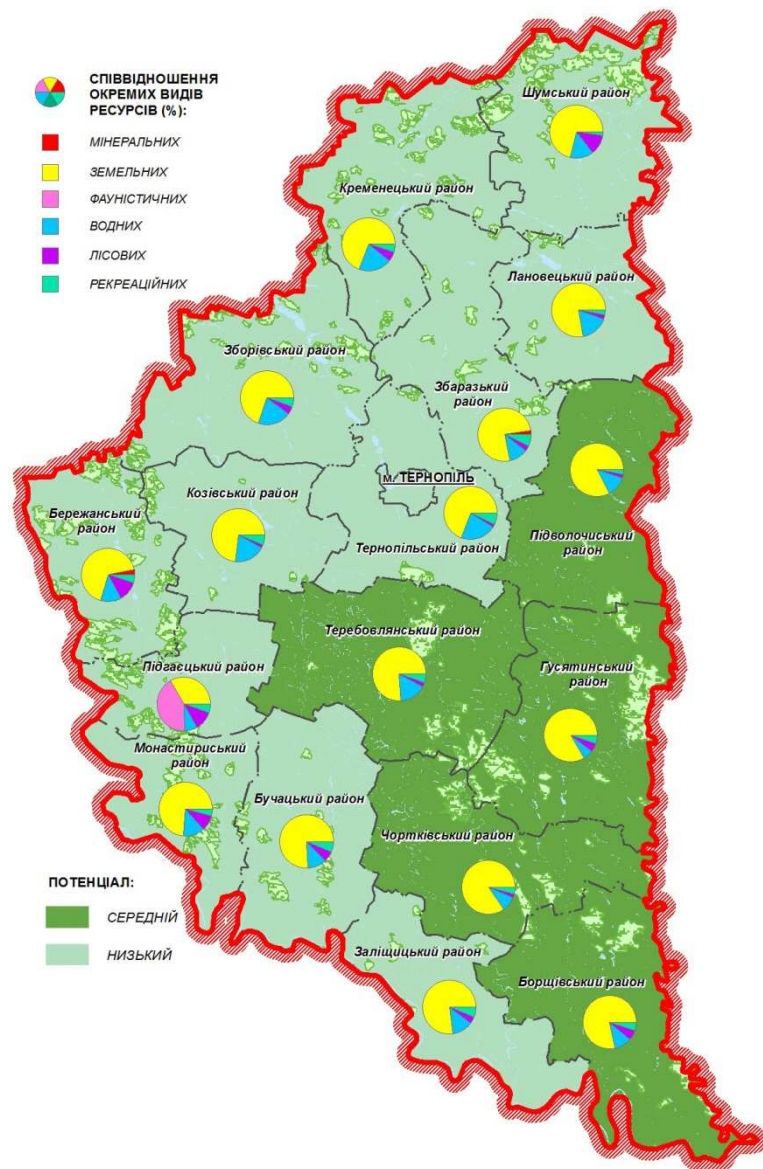 СПІВВІДНОШЕННЯ
ОКРЕМИХ ВИДІВ
РЕСУРСІВ (%):
МІНЕРАЛЬНИХ
ЗЕМЕЛЬНИХ
ФАУНІСТИЧНИХ
ВОДНИХ
ЛІСОВИХ
РЕКРЕАЦІЙНИХ
Шумський район
Кременецький район
Лановецький район
Зборівський район
Збаразький
район
м. ТЕРНОПІЛЬ
Козівський район
Бережанський
район
Тернопільський район
Підволочиський
район
Теребовлянський район
Гусятинський
район
Підгаєцький район
Монастириський
район
Бучацький район
Чортківський район
Заліщицький район
Борщівський район
ПОТЕНЦІАЛ:
СЕРЕДНІЙ
НИЗЬКИЙ